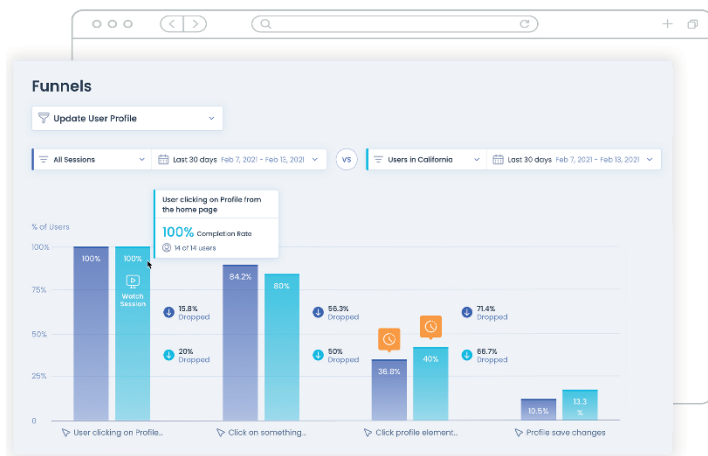 Funnels
Update User Profile
All Sessions
Last 30 days Feb 7, 2021 - Feb 13, 2021
VS
Users in California
Last 30 days Feb 7, 2021 - Feb 13, 2021
User clicking on Profile from
the home page
100% Completion Rate
14 of 14 users
% of Users
100%
75%
50%
25%
0
100%
100%
Watch
Session
15.8%
Dropped
20%
Dropped
84.2%
80%
56.3%
Dropped
50%
Dropped
36.8%
40%
71.4%
Dropped
66.7%
Dropped
10.5%
13.3
%
User clicking on Profile...
Click on something...
Click profile element...
Profile save changes